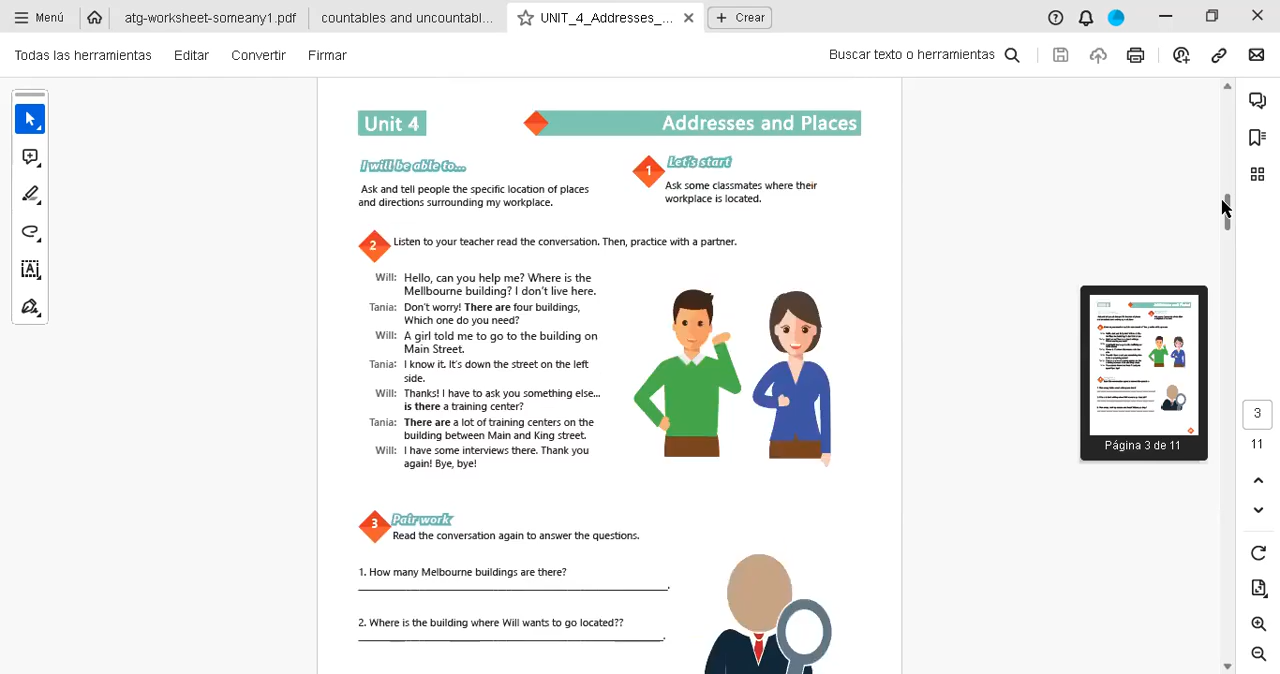 Menú
atg-worksheet-someany1.pdf
countables and uncountabl...
UNIT_4_Addresses_...
Crear
Todas las herramientas
Editar
Convertir
Firmar
Buscar texto o herramientas
Unit 4
Addresses and Places
I will be able to...
Ask and tell people the specific location of places
and directions surrounding my workplace.
1
Let's start
Ask some classmates where their
workplace is located.
2
Listen to your teacher read the conversation. Then, practice with a partner.
Will: Hello, can you help me? Where is the
Mellbourne building? I don't live here.
Tania: Don't worry! There are four buildings,
Which one do you need?
Will: A girl told me to go to the building on
Main Street.
Tania: I know it. It's down the street on the left
side.
Will: Thanks! I have to ask you something else...
is there a training center?
Tania: There are a lot of training centers on the
building between Main and King street.
Will: I have some interviews there. Thank you
again! Bye, bye!
3
Pair work
Read the conversation again to answer the questions.
1. How many Melbourne buildings are there?
2. Where is the building where Will wants to go located??
Página 3 de 11
3
11